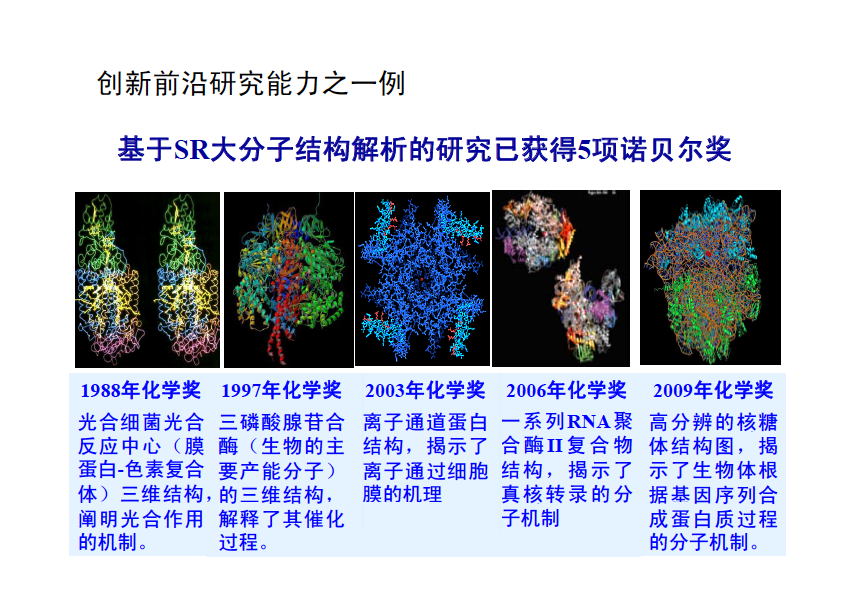 创新前沿研究能力之一例
基于SR大分子结构解析的研究已获得5项诺贝尔奖
1988年化学奖
光合细菌光合
反应中心（膜
蛋白-色素复合
体）三维结构，
阐明光合作用
的机制。
1997年化学奖
三磷酸腺苷合
酶（生物的主
要产能分子）
的三维结构，
解释了其催化
过程。
2003年化学奖
离子通道蛋白
结构，揭示了
离子通过细胞
膜的机理
2006年化学奖
一系列RNA聚
合酶II复合物
结构，揭示了
真核转录的分
子机制
2009年化学奖
高分辨的核糖
体结构图，揭
示了生物体根
据基因序列合
成蛋白质过程
的分子机制。